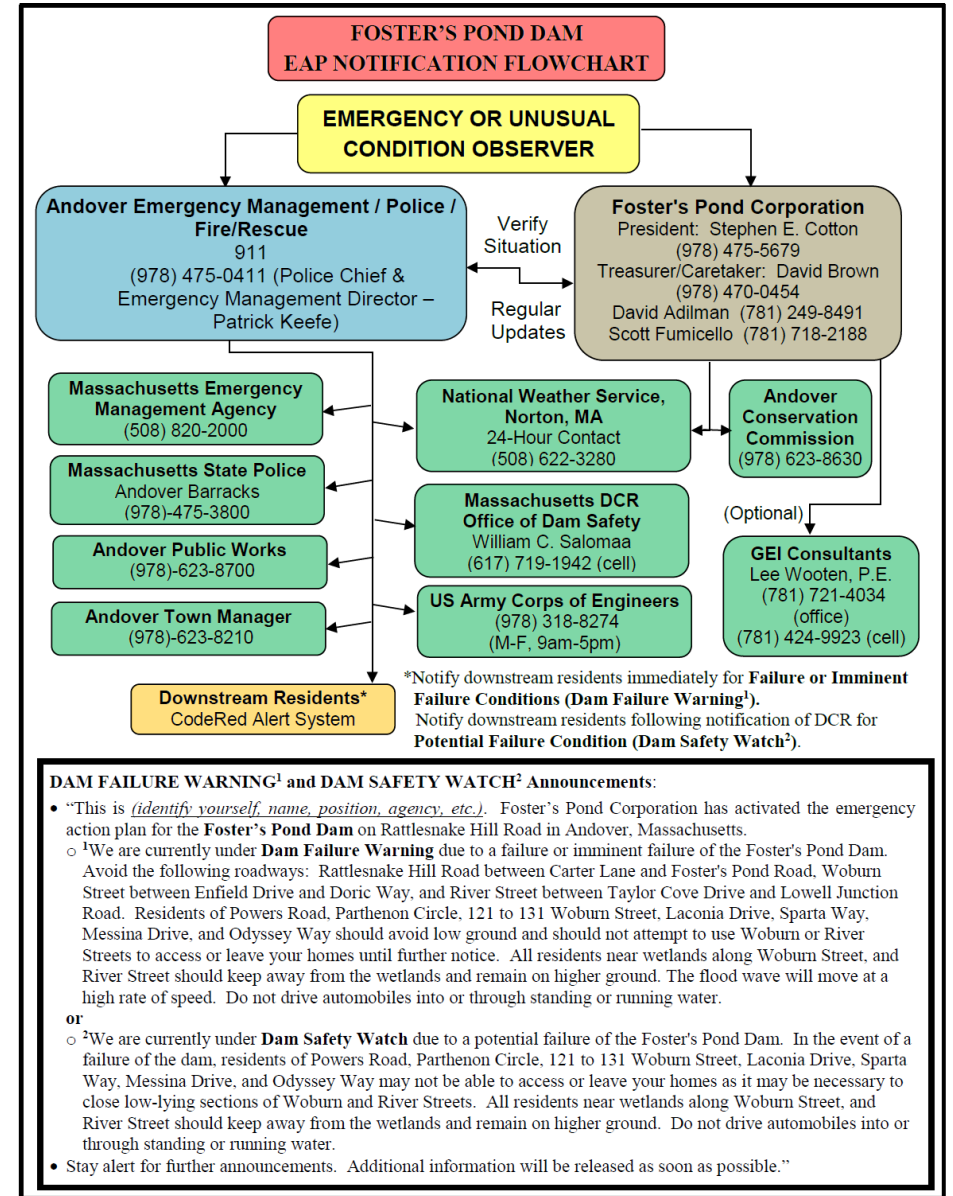 FOSTER'S POND DAM
EAP NOTIFICATION FLOWCHART
EMERGENCY OR UNUSUAL
CONDITION OBSERVER
Andover Emergency Management / Police /
Fire/Rescue
911
(978) 475-0411 (Police Chief &
Emergency Management Director –
Patrick Keefe)
Verify
Situation
Regular
Updates
Foster's Pond Corporation
President: Stephen E. Cotton
(978) 475-5679
Treasurer/Caretaker: David Brown
(978) 470-0454
David Adilman (781) 249-8491
Scott Fumicello (781) 718-2188
Massachusetts Emergency
Management Agency
(508) 820-2000
National Weather Service,
Norton, MA
24-Hour Contact
(508) 622-3280
Andover
Conservation
Commission
(978) 623-8630
Massachusetts State Police
Andover Barracks
(978)-475-3800
Massachusetts DCR
Office of Dam Safety
William C. Salomaa
(617) 719-1942 (cell)
(Optional)
Andover Public Works
(978)-623-8700
GEI Consultants
Lee Wooten, P.E.
(781) 721-4034
(office)
(781) 424-9923 (cell)
Andover Town Manager
(978)-623-8210
US Army Corps of Engineers
(978) 318-8274
(M-F, 9am-5pm)
Downstream Residents*
CodeRed Alert System
*Notify downstream residents immediately for Failure or Imminent
Failure Conditions (Dam Failure Warning¹).
Notify downstream residents following notification of DCR for
Potential Failure Condition (Dam Safety Watch²).
DAM FAILURE WARNING¹ and DAM SAFETY WATCH² Announcements:
• "This is (identify yourself, name, position, agency, etc.). Foster's Pond Corporation has activated the emergency
action plan for the Foster's Pond Dam on Rattlesnake Hill Road in Andover, Massachusetts.
○ ¹We are currently under Dam Failure Warning due to a failure or imminent failure of the Foster's Pond Dam.
Avoid the following roadways: Rattlesnake Hill Road between Carter Lane and Foster's Pond Road, Woburn
Street between Enfield Drive and Doric Way, and River Street between Taylor Cove Drive and Lowell Junction
Road. Residents of Powers Road, Parthenon Circle, 121 to 131 Woburn Street, Laconia Drive, Sparta Way,
Messina Drive, and Odyssey Way should avoid low ground and should not attempt to use Woburn or River
Streets to access or leave your homes until further notice. All residents near wetlands along Woburn Street, and
River Street should keep away from the wetlands and remain on higher ground. The flood wave will move at a
high rate of speed. Do not drive automobiles into or through standing or running water.
or
○ ²We are currently under Dam Safety Watch due to a potential failure of the Foster's Pond Dam. In the event of a
failure of the dam, residents of Powers Road, Parthenon Circle, 121 to 131 Woburn Street, Laconia Drive, Sparta
Way, Messina Drive, and Odyssey Way may not be able to access or leave your homes as it may be necessary to
close low-lying sections of Woburn and River Streets. All residents near wetlands along Woburn Street, and
River Street should keep away from the wetlands and remain on higher ground. Do not drive automobiles into or
through standing or running water.
• Stay alert for further announcements. Additional information will be released as soon as possible."